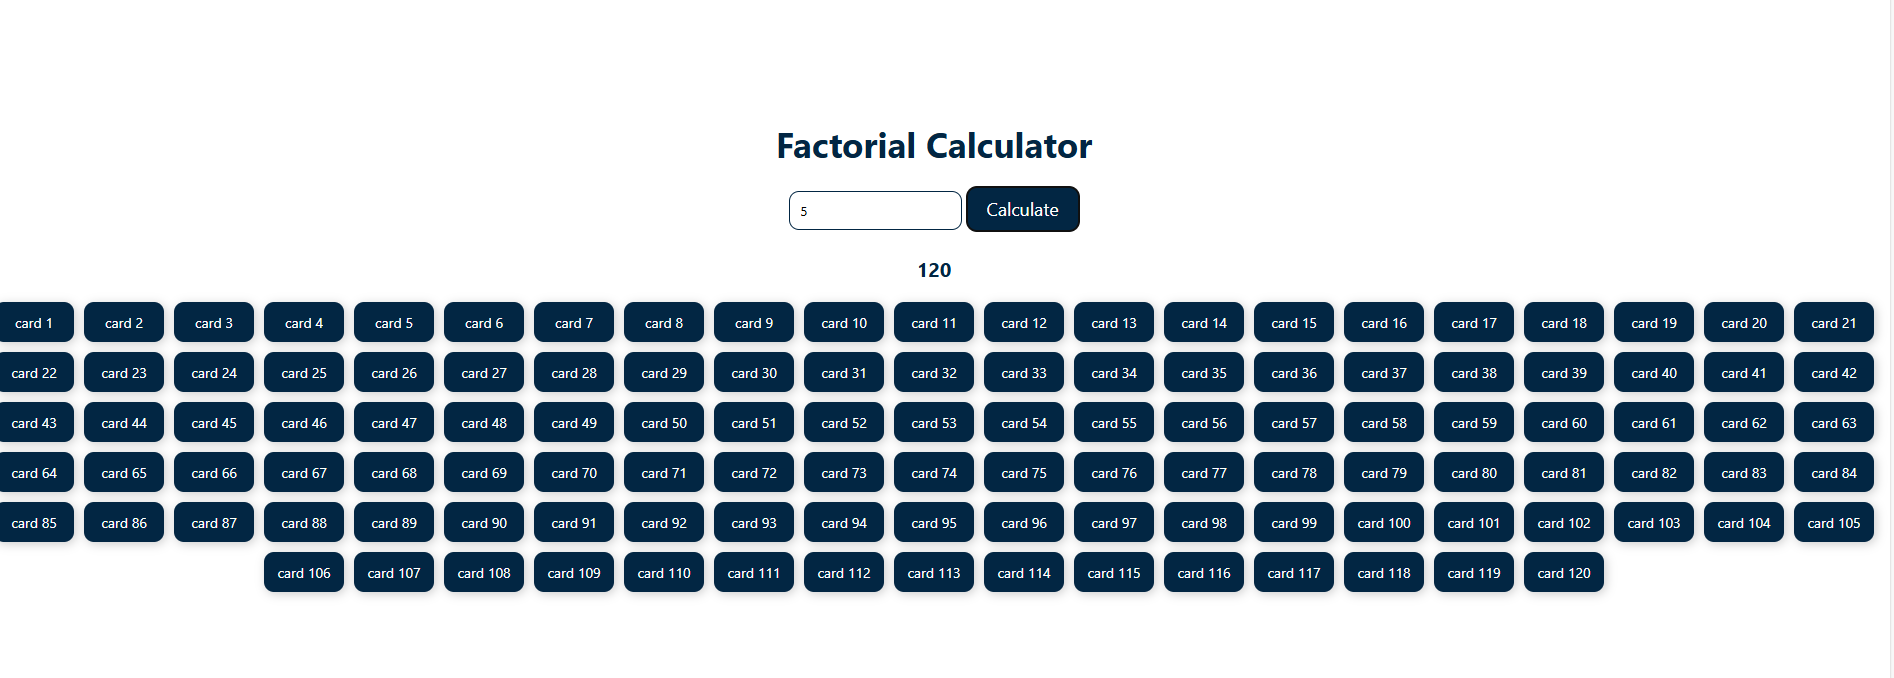 Factorial Calculator
5 Calculate
120
card 1 card 2 card 3 card 4 card 5 card 6 card 7 card 8 card 9 card 10 card 11 card 12 card 13 card 14 card 15 card 16 card 17 card 18 card 19 card 20 card 21
card 22 card 23 card 24 card 25 card 26 card 27 card 28 card 29 card 30 card 31 card 32 card 33 card 34 card 35 card 36 card 37 card 38 card 39 card 40 card 41 card 42
card 43 card 44 card 45 card 46 card 47 card 48 card 49 card 50 card 51 card 52 card 53 card 54 card 55 card 56 card 57 card 58 card 59 card 60 card 61 card 62 card 63
card 64 card 65 card 66 card 67 card 68 card 69 card 70 card 71 card 72 card 73 card 74 card 75 card 76 card 77 card 78 card 79 card 80 card 81 card 82 card 83 card 84
card 85 card 86 card 87 card 88 card 89 card 90 card 91 card 92 card 93 card 94 card 95 card 96 card 97 card 98 card 99 card 100 card 101 card 102 card 103 card 104 card 105
card 106 card 107 card 108 card 109 card 110 card 111 card 112 card 113 card 114 card 115 card 116 card 117 card 118 card 119 card 120